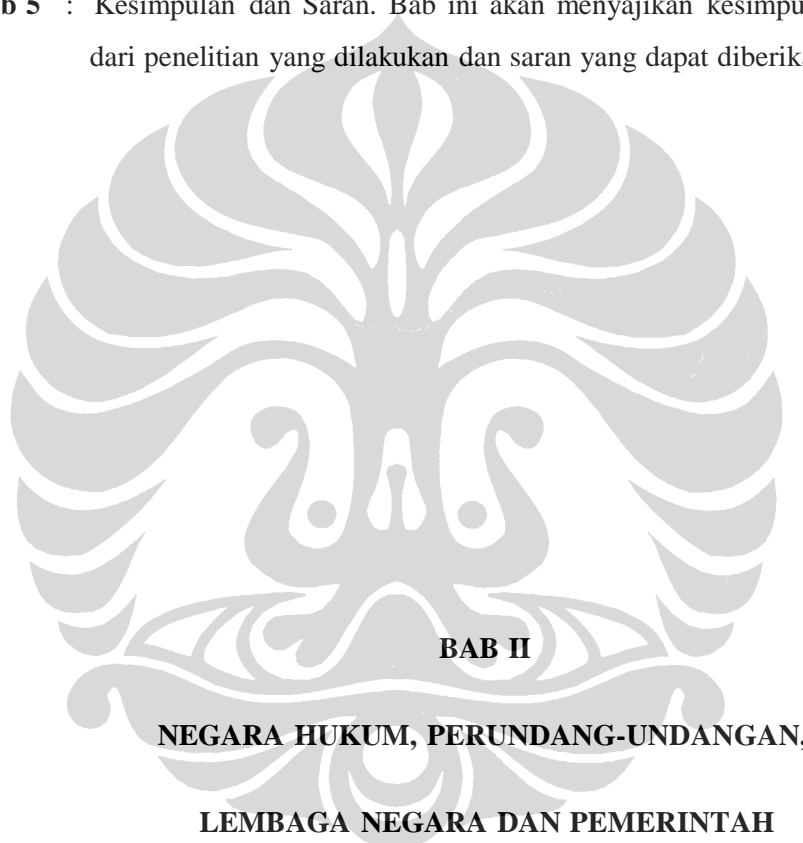 b 5 : Kesimpulan dan Saran. Bab ini akan menyajikan
dari penelitian yang dilakukan dan saran yang dapat
BAB II
NEGARA HUKUM, PERUNDANG-UNDANGAN,
LEMBAGA NEGARA DAN PEMERINTAH